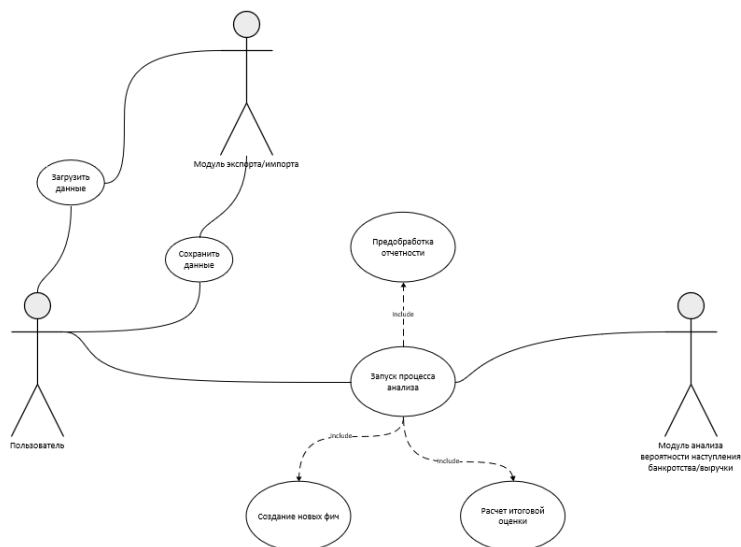 Модуль экспорта/импорта
Загрузить
данные
Сохранить
данные
Предобработка
отчетности
Include
Запуск процесса
анализа
Пользователь
Модуль анализа
вероятности наступления
банкротства/выручки
Include
Include
Создание новых фич
Расчет итоговой
оценки